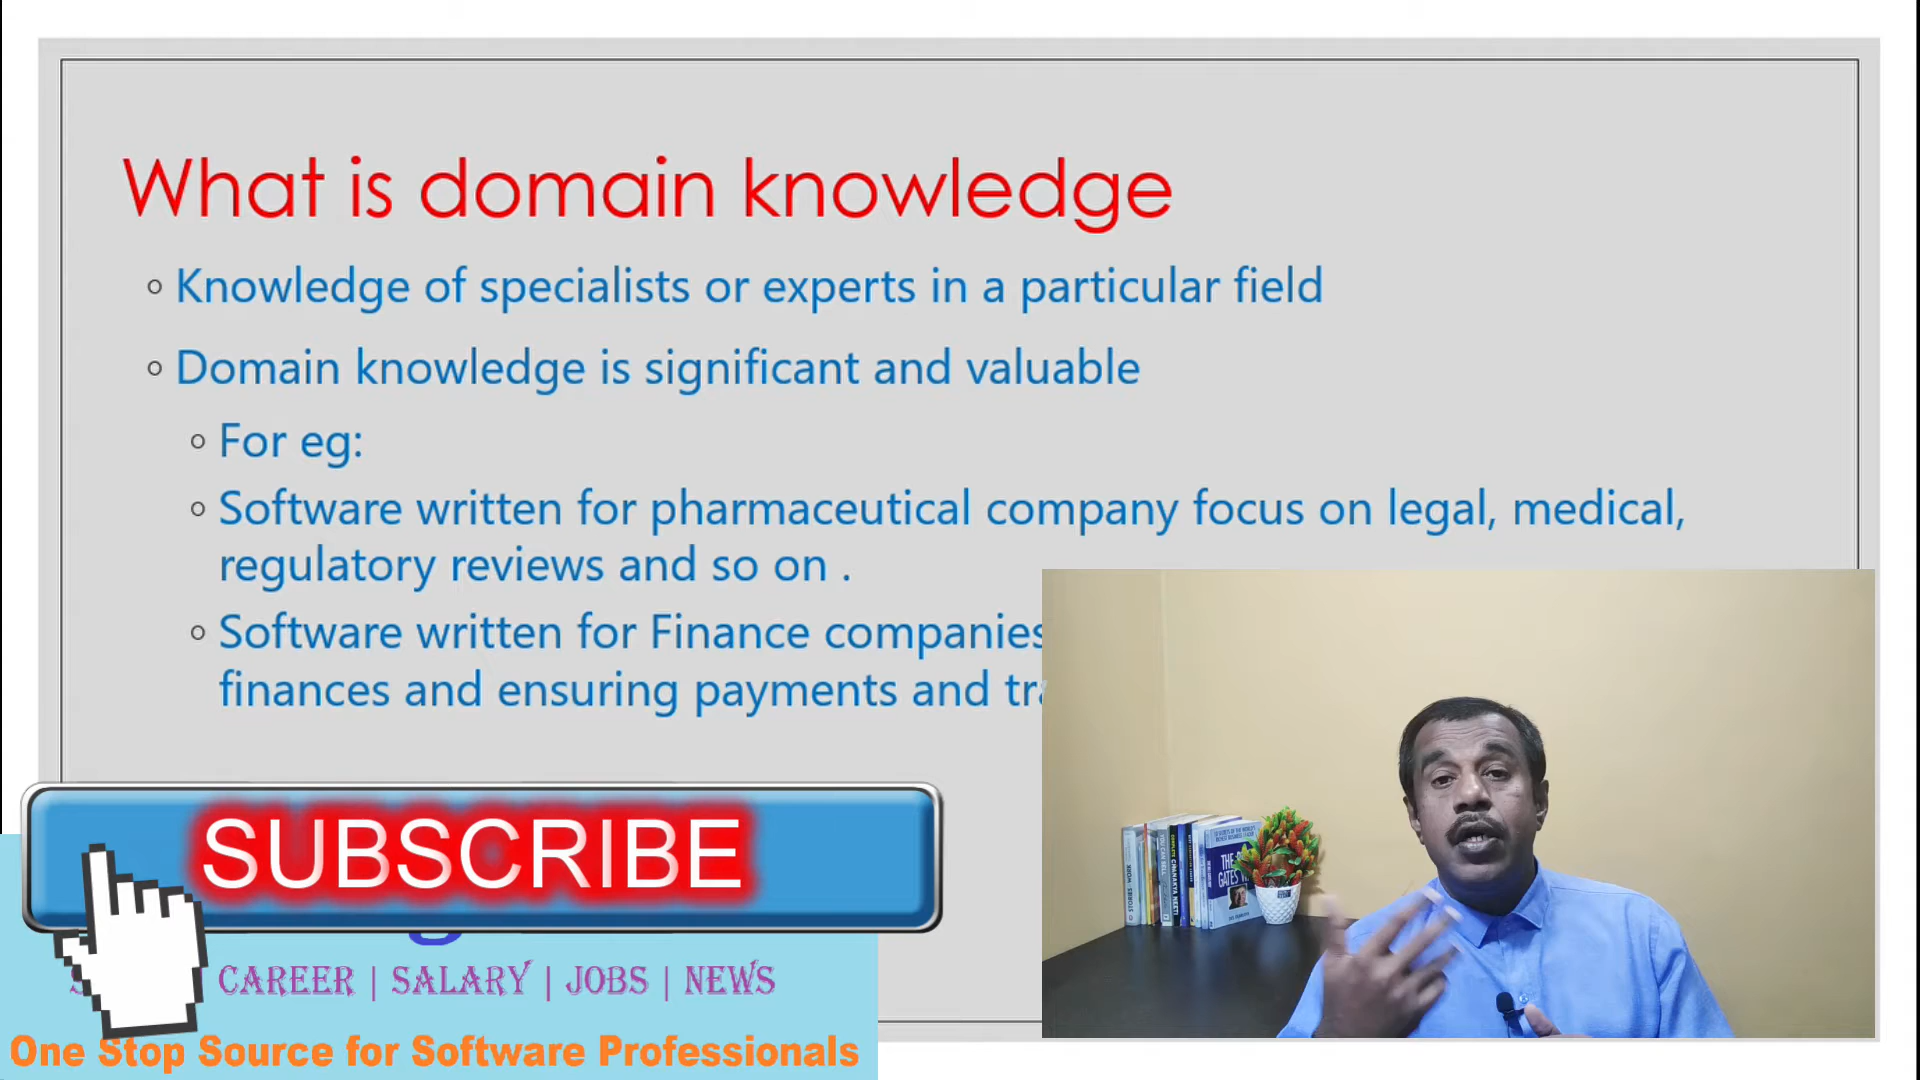 What is domain knowledge
Knowledge of specialists or experts in a particular field
Domain knowledge is significant and valuable
For eg:
Software written for pharmaceutical company focus on legal, medical,
regulatory reviews and so on .
Software written for Finance companies
finances and ensuring payments and
SUBSCRIBE
CAREER | SALARY | JOBS | NEWS
One Stop Source for Software Professionals